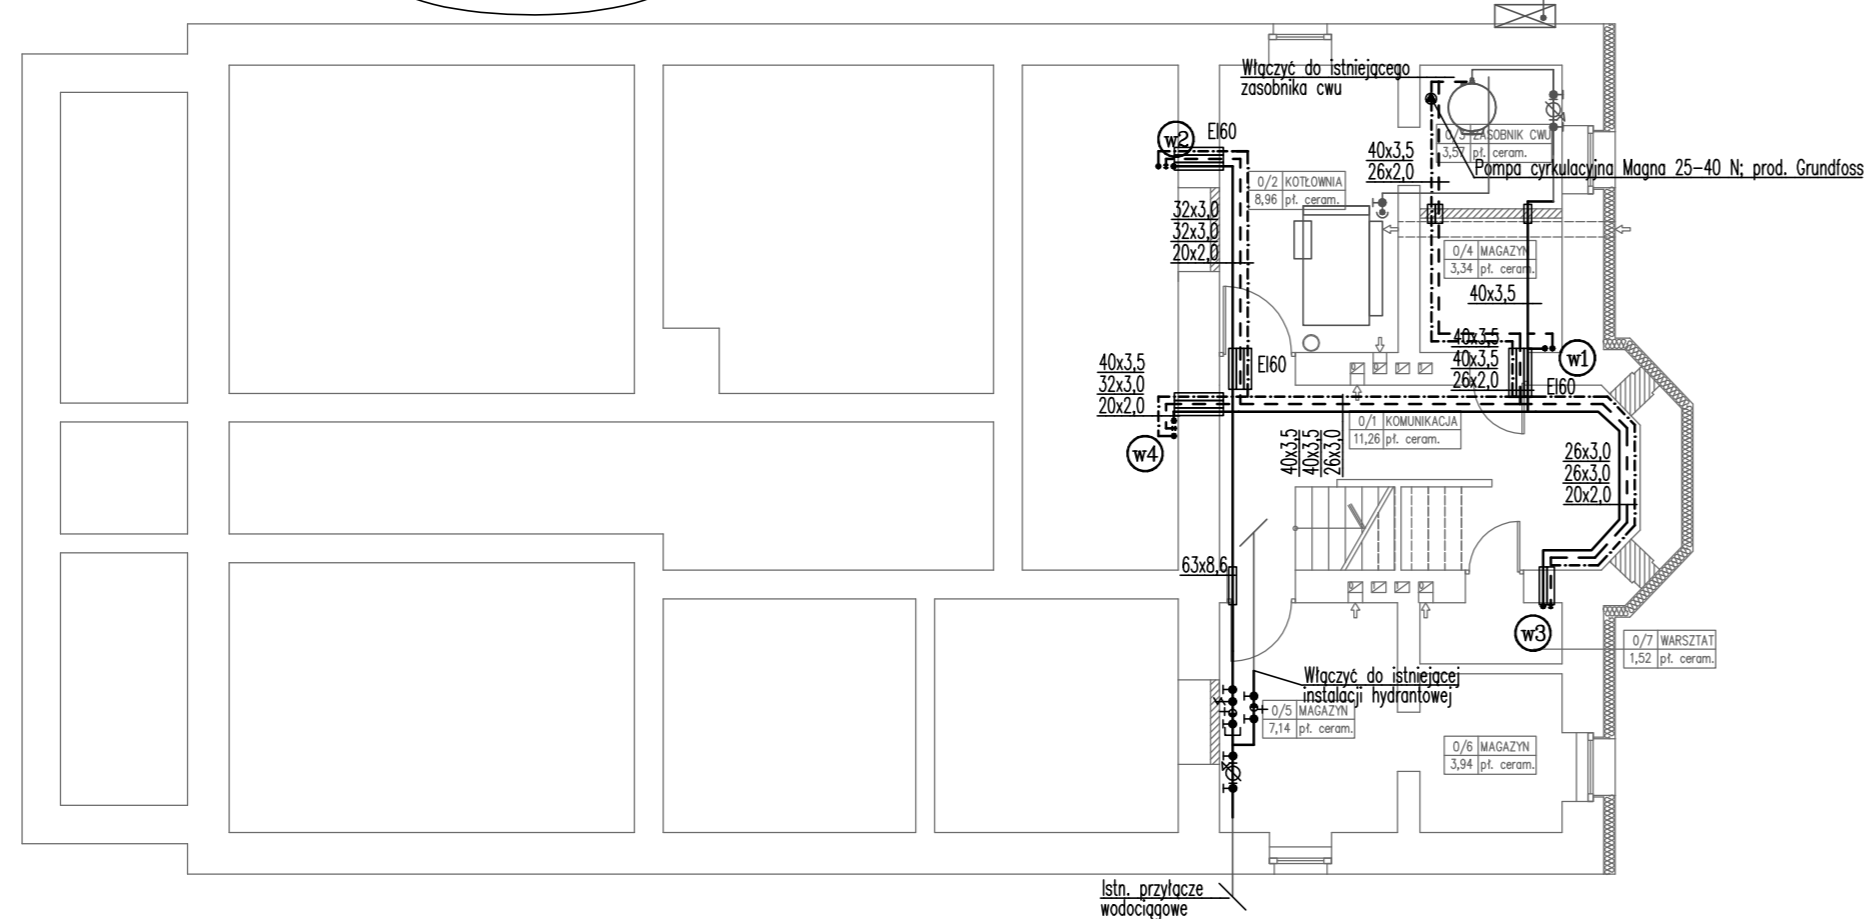 Włączyć do istniejącego
zasobnika cwu
w2
EI60
40x3,5
26x2,0
0/3 ZASOBNIK CWU
3,57 pł. ceram.
Pompa cyrkulacyjna Magna 25-40 N; prod. Grundfoss
0/2 KOTŁOWNIA
8,96 pł. ceram.
32x3,0
32x3,0
20x2,0
0/4 MAGAZYN
3,34 pł. ceram.
40x3,5
40x3,5
40x3,5
26x2,0
w1
EI60
EI60
40x3,5
32x3,0
20x2,0
w4
0/1 KOMUNIKACJA
11,26 pł. ceram.
40x3,5
40x3,5
26x3,0
26x3,0
26x3,0
20x2,0
63x8,6
w3
0/7 WARSZTAT
1,52 pł. ceram.
Włączyć do istniejącej
instalacji hydrantowej
0/5 MAGAZYN
7,14 pł. ceram.
0/6 MAGAZYN
3,94 pł. ceram.
Istn. przyłącze
wodociągowe